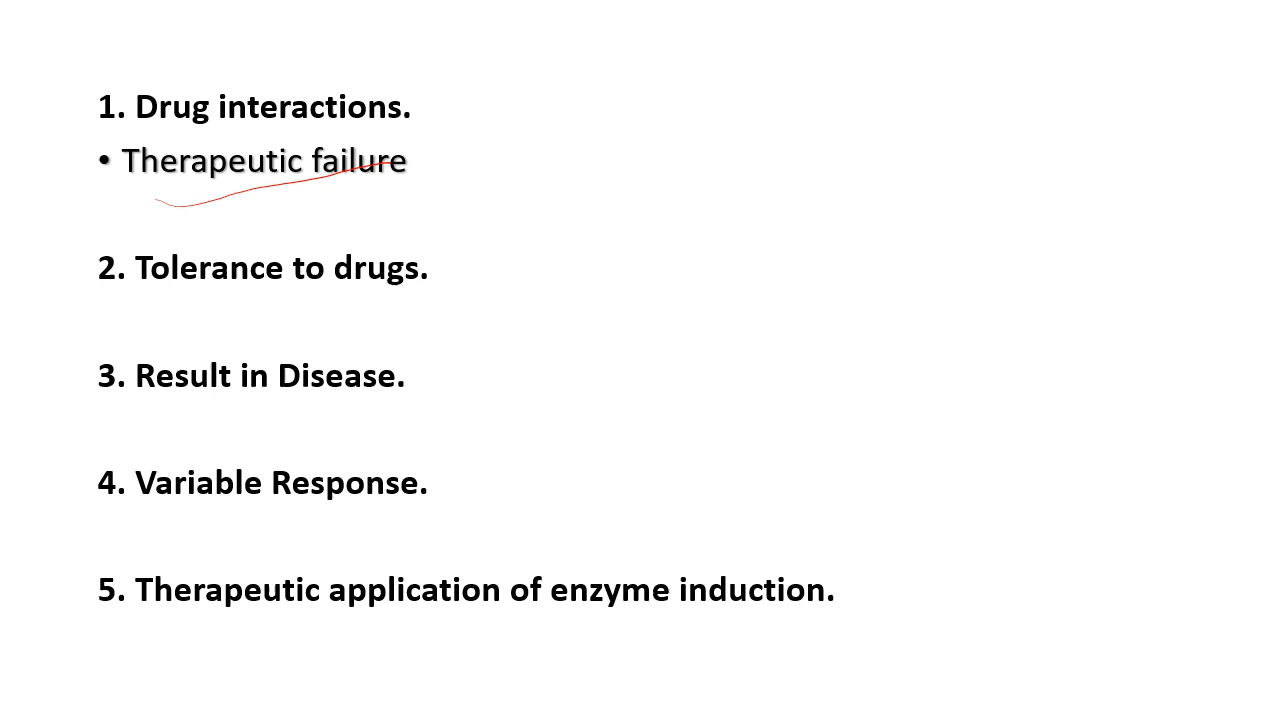 1. Drug interactions.
• Therapeutic failure
2. Tolerance to drugs.
3. Result in Disease.
4. Variable Response.
5. Therapeutic application of enzyme induction.